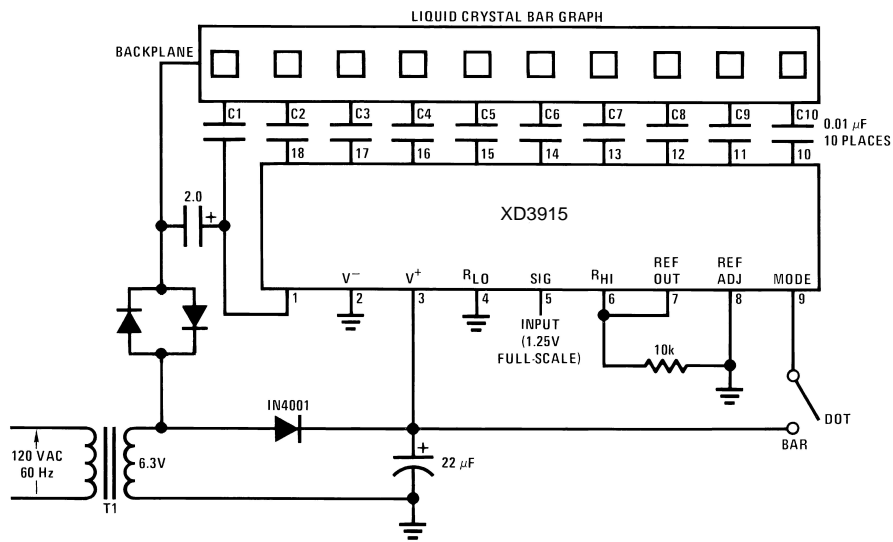 LIQUID CRYSTAL BAR GRAPH
BACKPLANE
C1 C2 C3 C4 C5 C6 C7 C8 C9 C10
0.01 μF
10 PLACES
18 17 16 15 14 13 12 11 10
2.0
+
XD3915
V⁻ V⁺ RLO SIG RHI REF OUT REF ADJ MODE
1 2 3 4 5 6 7 8 9
INPUT
(1.25V
FULL-SCALE)
10k
IN4001
DOT
BAR
+
22 μF
120 VAC
60 Hz
6.3V
T1